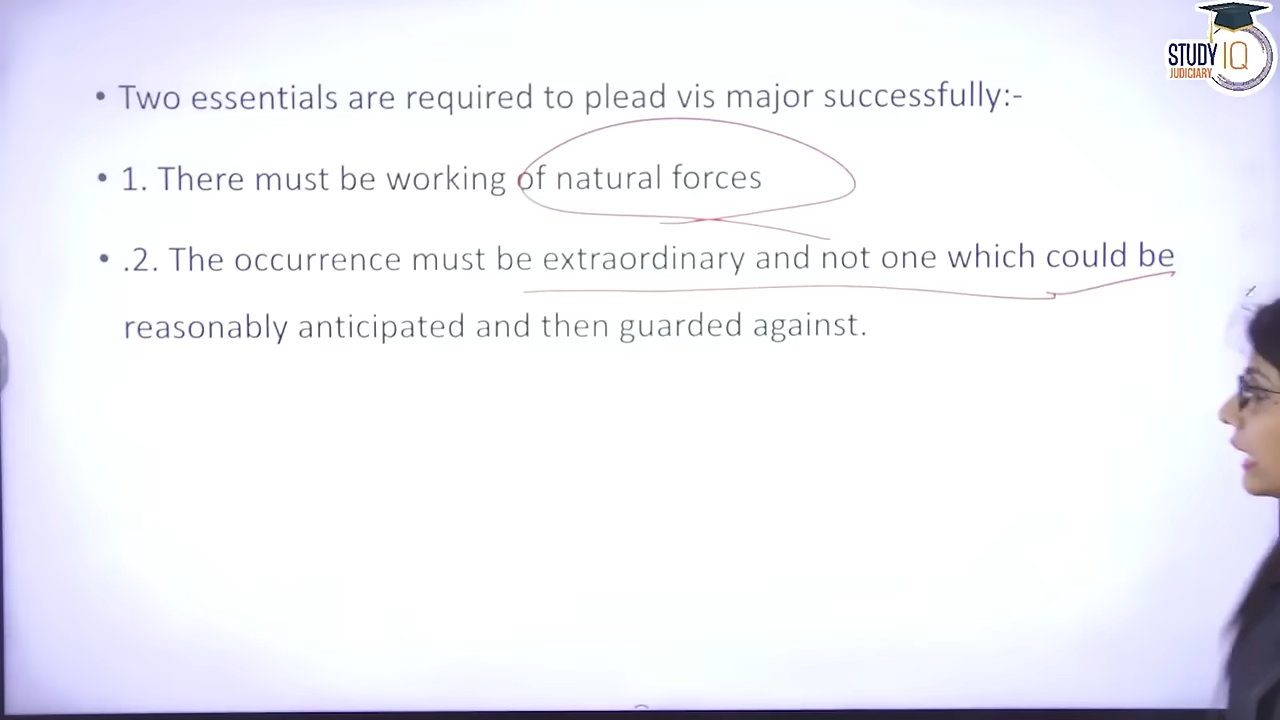 STUDY IQ
JUDICIARY
• Two essentials are required to plead vis major successfully:-
• 1. There must be working of natural forces
• .2. The occurrence must be extraordinary and not one which could be
reasonably anticipated and then guarded against.